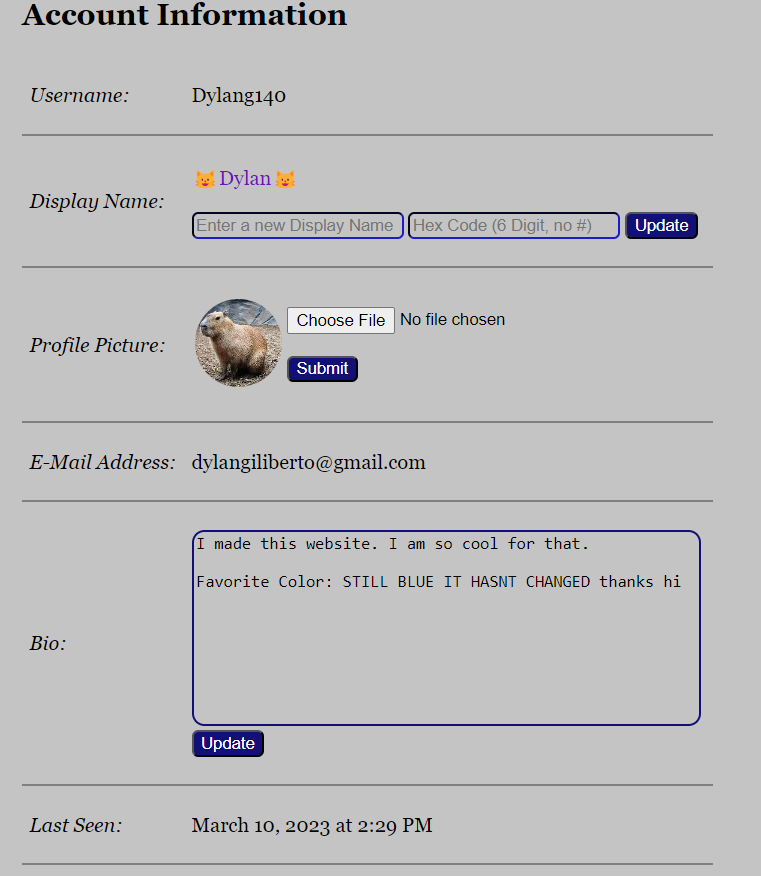 Account Information
Username: Dylang140
😺 Dylan 😺
Display Name:
Enter a new Display Name Hex Code (6 Digit, no #) Update
Choose File No file chosen
Profile Picture:
Submit
E-Mail Address: dylangiliberto@gmail.com
I made this website. I am so cool for that.
Favorite Color: STILL BLUE IT HASNT CHANGED thanks hi
Bio:
Update
Last Seen: March 10, 2023 at 2:29 PM